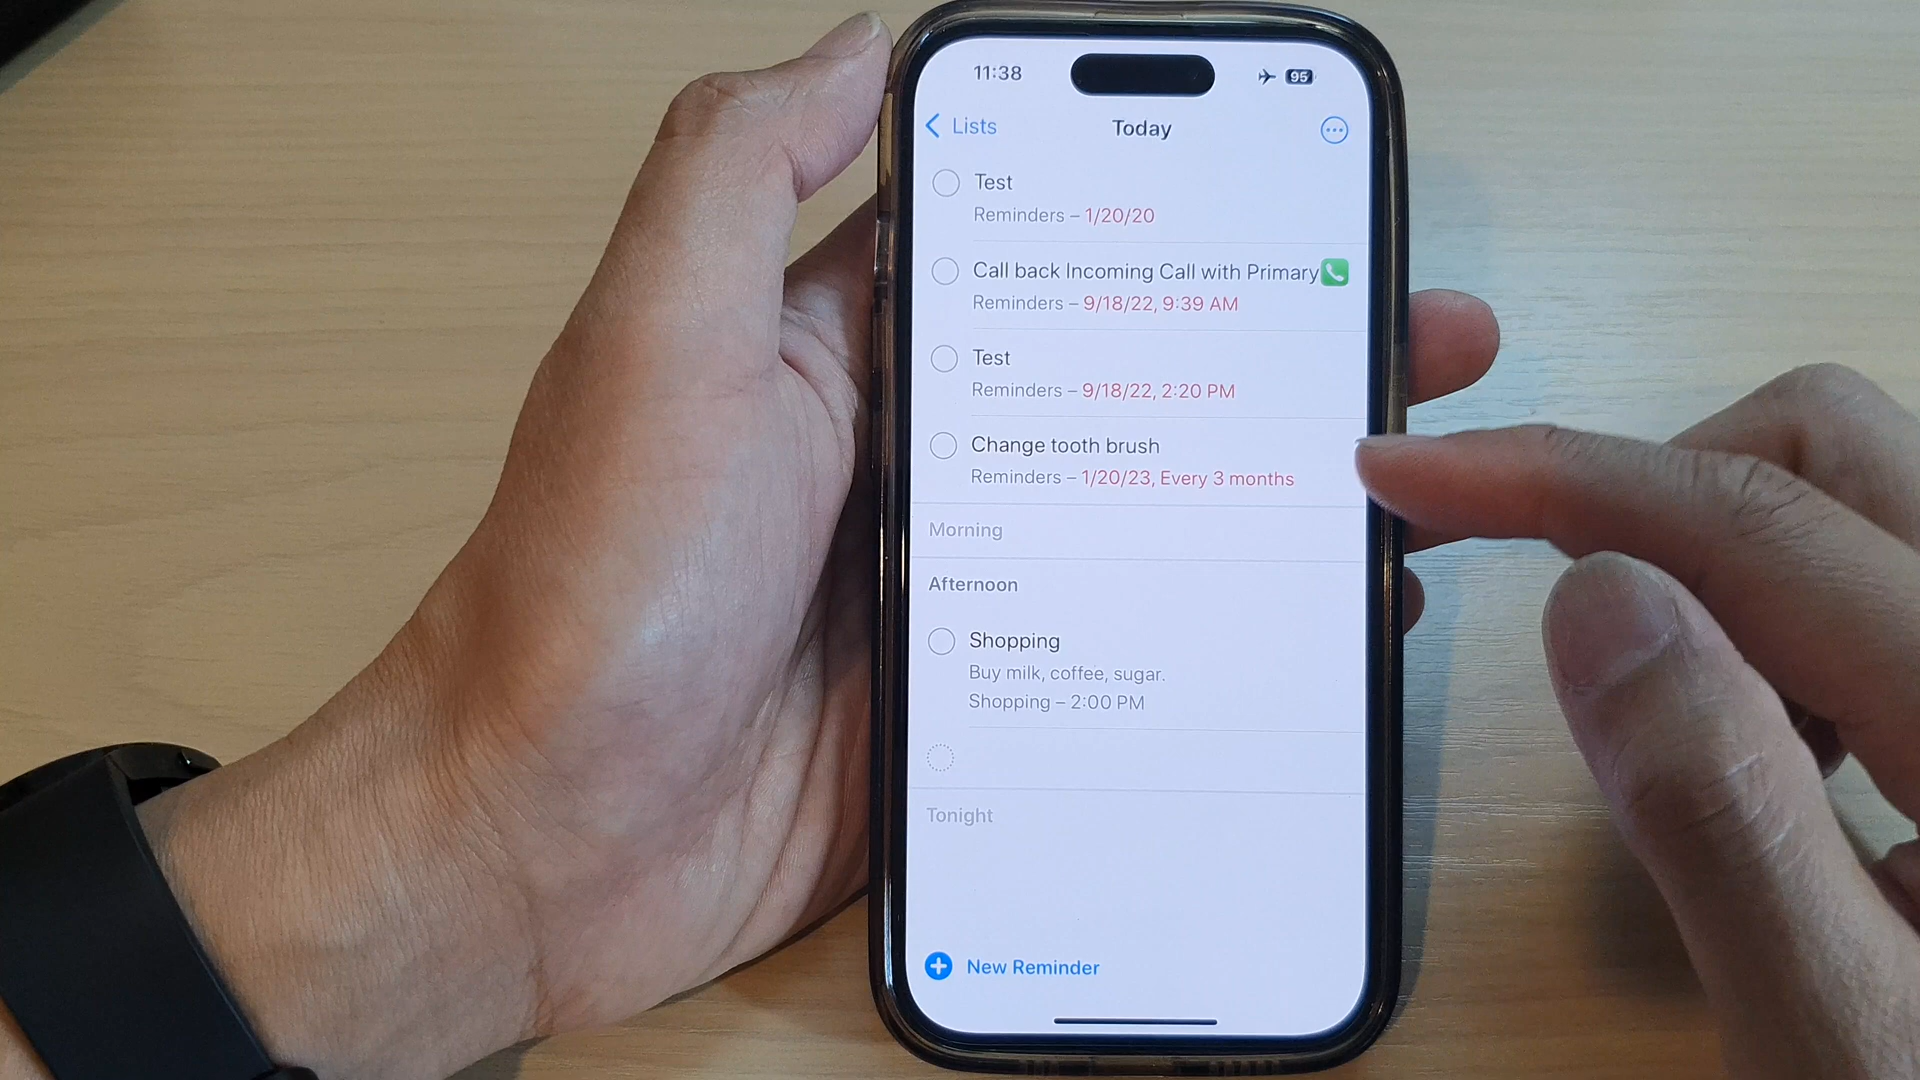 11:38
95
Lists
Today
Test
Reminders – 1/20/20
Call back Incoming Call with Primary
Reminders – 9/18/22, 9:39 AM
Test
Reminders – 9/18/22, 2:20 PM
Change tooth brush
Reminders – 1/20/23, Every 3 months
Morning
Afternoon
Shopping
Buy milk, coffee, sugar.
Shopping – 2:00 PM
Tonight
New Reminder